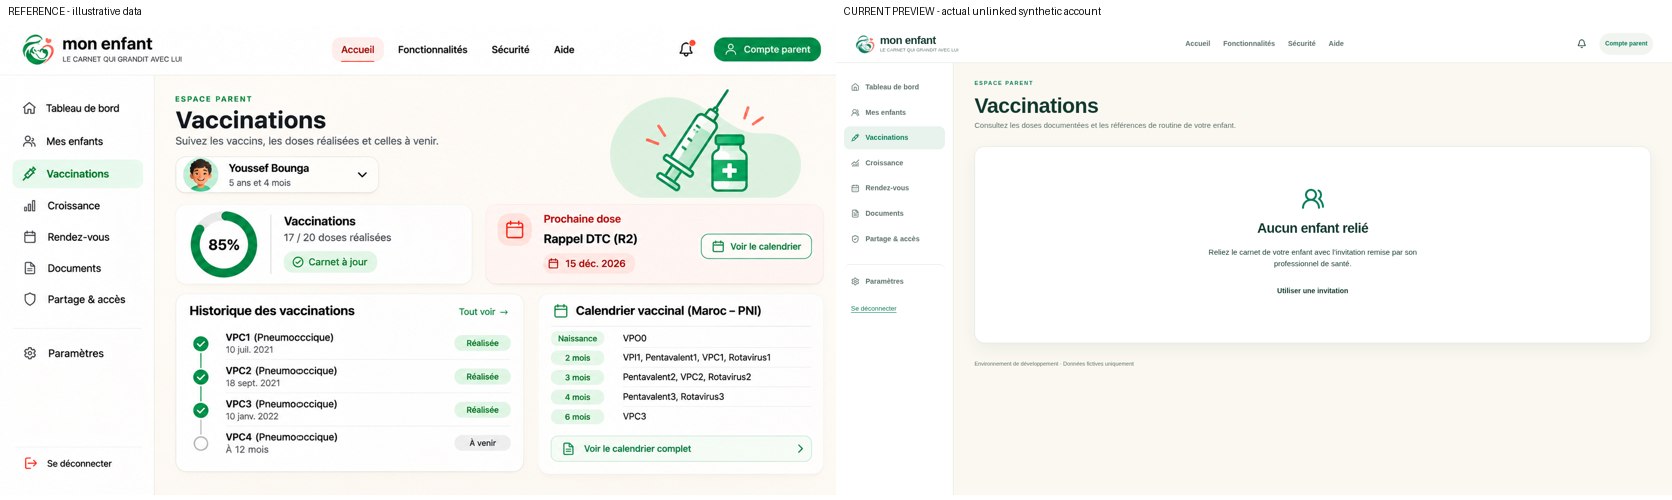 REFERENCE - illustrative data
mon enfant
LE CARNET QUI GRANDIT AVEC LUI
Accueil
Fonctionnalités
Sécurité
Aide
Compte parent
Tableau de bord
Mes enfants
Vaccinations
Croissance
Rendez-vous
Documents
Partage & accès
Paramètres
Se déconnecter
ESPACE PARENT
Vaccinations
Suivez les vaccins, les doses réalisées et celles à venir.
Youssef Bounga
5 ans et 4 mois
85%
Vaccinations
17 / 20 doses réalisées
Carnet à jour
Prochaine dose
Rappel DTC (R2)
15 déc. 2026
Voir le calendrier
Historique des vaccinations
Tout voir →
VPC1 (Pneumococcique)
10 juil. 2021
Réalisée
VPC2 (Pneumococcique)
18 sept. 2021
Réalisée
VPC3 (Pneumococcique)
10 janv. 2022
Réalisée
VPC4 (Pneumococcique)
À 12 mois
À venir
Calendrier vaccinal (Maroc – PNI)
Naissance VPO0
2 mois VPI1, Pentavalent1, VPC1, Rotavirus1
3 mois Pentavalent2, VPC2, Rotavirus2
4 mois Pentavalent3, Rotavirus3
6 mois VPC3
Voir le calendrier complet
CURRENT PREVIEW - actual unlinked synthetic account
mon enfant
LE CARNET QUI GRANDIT AVEC LUI
Accueil
Fonctionnalités
Sécurité
Aide
Compte parent
Tableau de bord
Mes enfants
Vaccinations
Croissance
Rendez-vous
Documents
Partage & accès
Paramètres
Se déconnecter
ESPACE PARENT
Vaccinations
Consultez les doses documentées et les références de routine de votre enfant.
Aucun enfant relié
Reliez le carnet de votre enfant avec l'invitation remise par son
professionnel de santé.
Utiliser une invitation
Environnement de développement · Données fictives uniquement